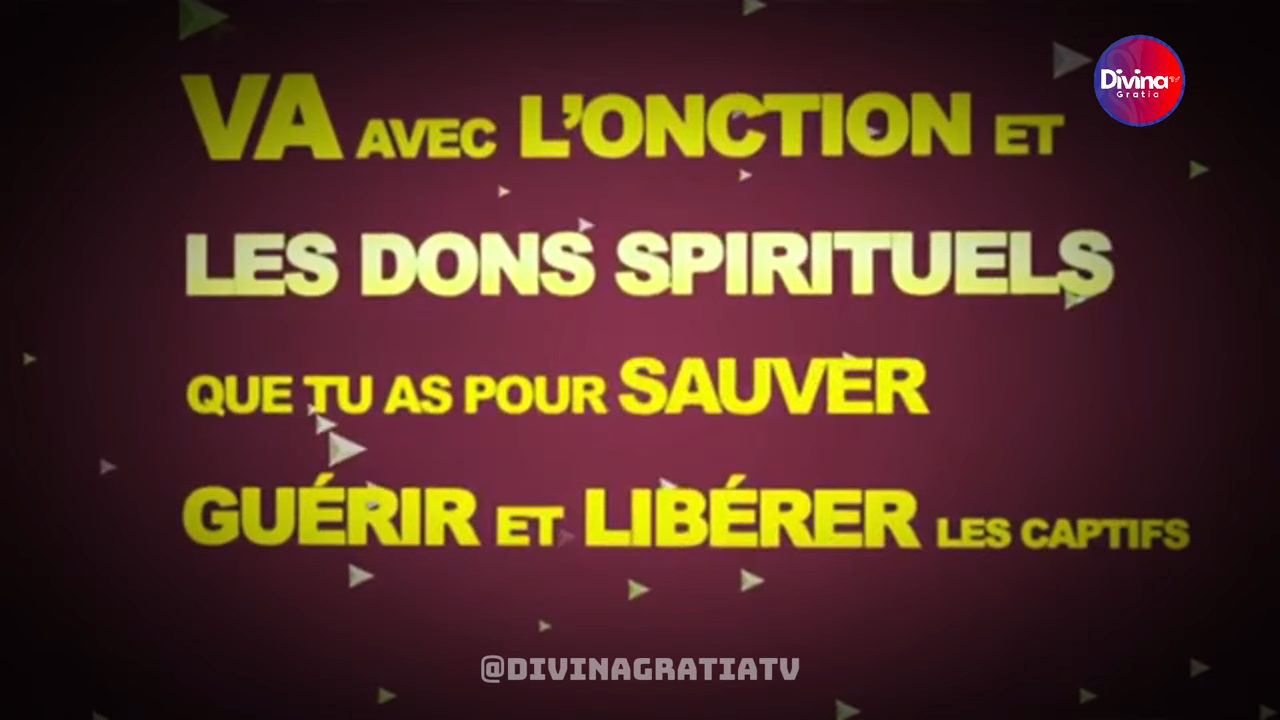 VA AVEC L'ONCTION ET
LES DONS SPIRITUELS
QUE TU AS POUR SAUVER
GUÉRIR ET LIBÉRER LES CAPTIFS
Divina TV
Gratia
@DIVINAGRATIATV